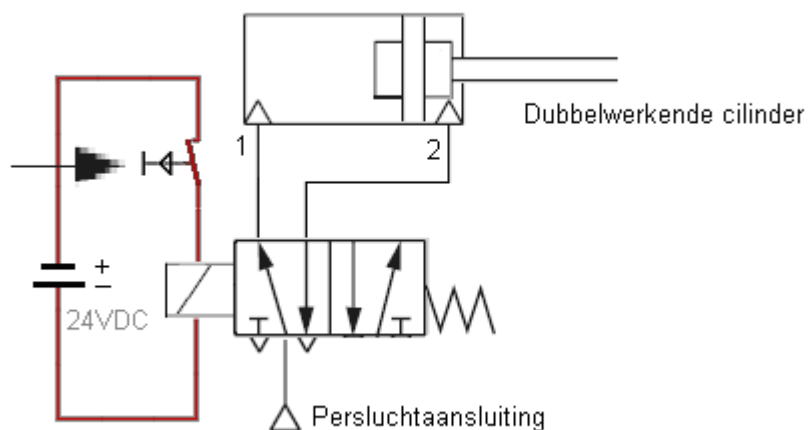 Dubbelwerkende cilinder
1
2
+
−
24VDC
Persluchtaansluiting